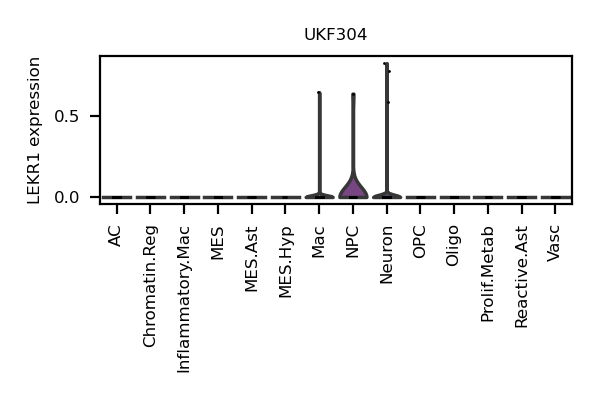 UKF304
LEKR1 expression
0.5
0.0
AC
Chromatin.Reg
Inflammatory.Mac
MES
MES.Ast
MES.Hyp
Mac
NPC
Neuron
OPC
Oligo
Prolif.Metab
Reactive.Ast
Vasc